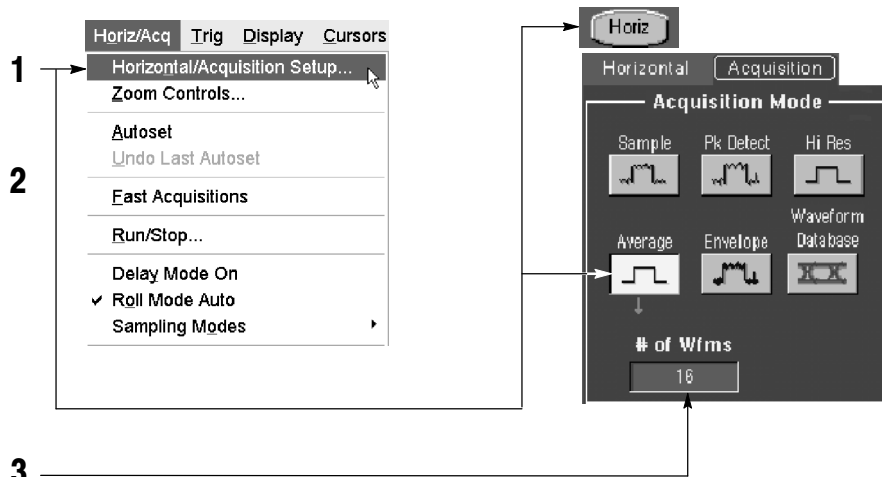 Horiz/Acq Trig Display Cursors
1
Horizontal/Acquisition Setup...
Zoom Controls...
Autoset
Undo Last Autoset
2
Fast Acquisitions
Run/Stop...
Delay Mode On
✓ Roll Mode Auto
Sampling Modes
Horiz
Horizontal Acquisition
Acquisition Mode
Sample Pk Detect Hi Res
Average Envelope Waveform Database
# of Wfms
16
3